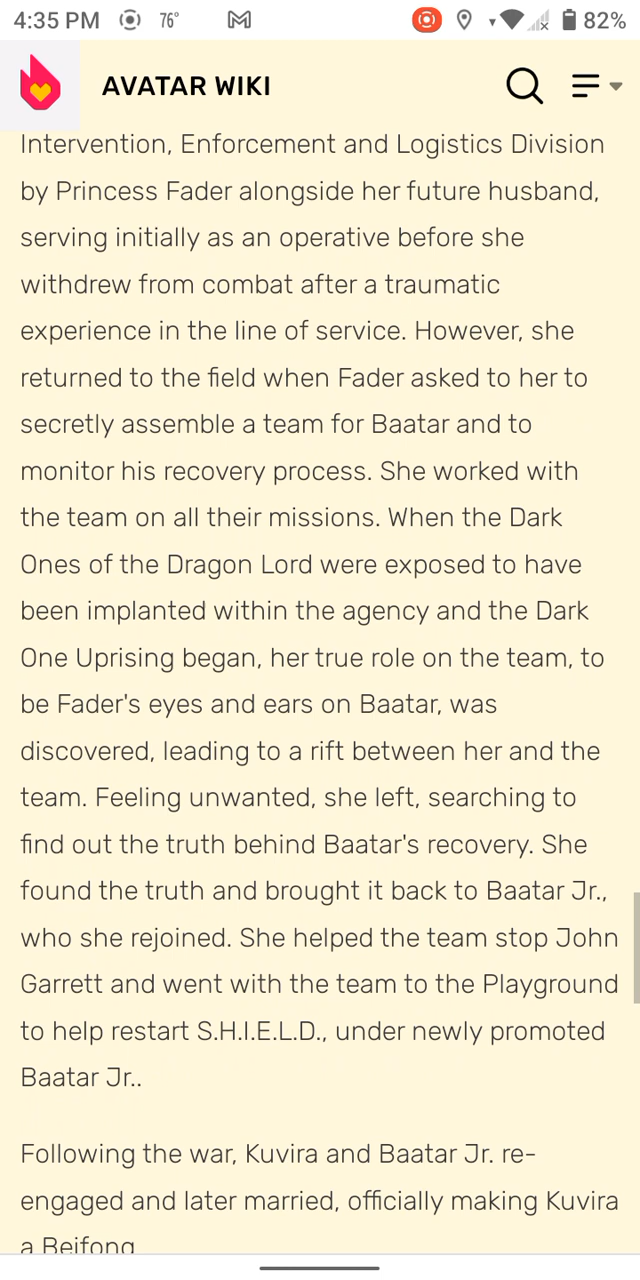 4:35 PM 76° 82%
AVATAR WIKI
Intervention, Enforcement and Logistics Division
by Princess Fader alongside her future husband,
serving initially as an operative before she
withdrew from combat after a traumatic
experience in the line of service. However, she
returned to the field when Fader asked to her to
secretly assemble a team for Baatar and to
monitor his recovery process. She worked with
the team on all their missions. When the Dark
Ones of the Dragon Lord were exposed to have
been implanted within the agency and the Dark
One Uprising began, her true role on the team, to
be Fader's eyes and ears on Baatar, was
discovered, leading to a rift between her and the
team. Feeling unwanted, she left, searching to
find out the truth behind Baatar's recovery. She
found the truth and brought it back to Baatar Jr.,
who she rejoined. She helped the team stop John
Garrett and went with the team to the Playground
to help restart S.H.I.E.L.D., under newly promoted
Baatar Jr..
Following the war, Kuvira and Baatar Jr. re-
engaged and later married, officially making Kuvira
a Beifong